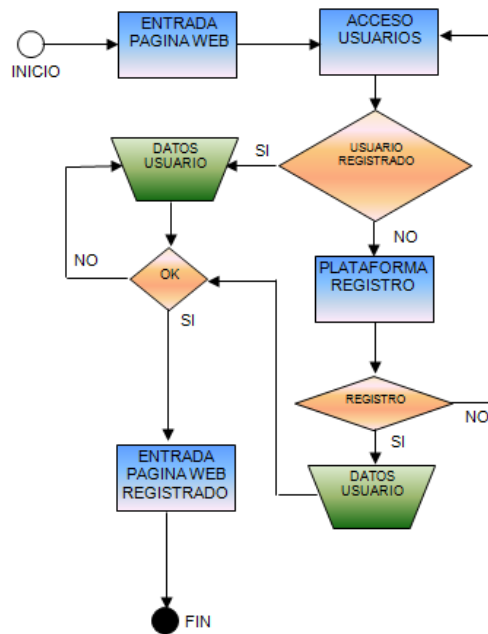 ENTRADA
PAGINA WEB
ACCESO
USUARIOS
INICIO
DATOS
USUARIO
SI
USUARIO
REGISTRADO
NO
PLATAFORMA
REGISTRO
NO
OK
SI
REGISTRO
NO
SI
ENTRADA
PAGINA WEB
REGISTRADO
DATOS
USUARIO
FIN